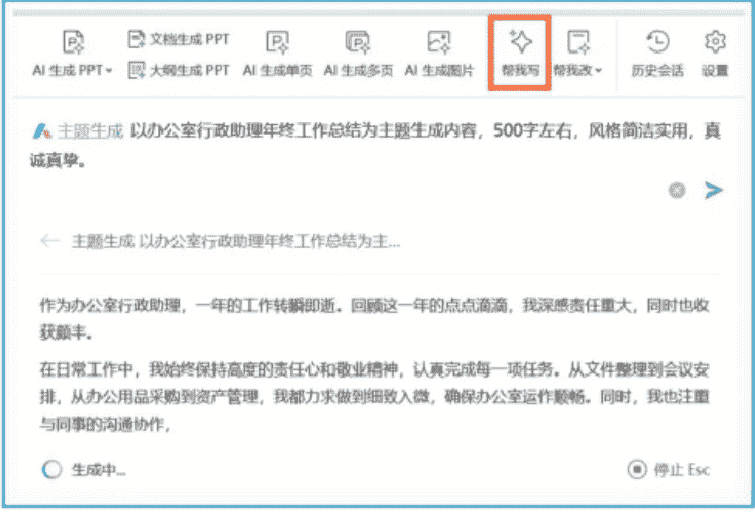 文档生成 PPT
AI 生成 PPT 大纲生成 PPT AI 生成单页 AI 生成多页 AI 生成图片 帮我写 帮我改 历史会话 设置
主题生成 以办公室行政助理年终工作总结为主题生成内容，500字左右，风格简洁实用，真
诚真挚。
主题生成 以办公室行政助理年终工作总结为主...
作为办公室行政助理，一年的工作转瞬即逝。回顾这一年的点点滴滴，我深感责任重大，同时也收
获颇丰。
在日常工作中，我始终保持高度的责任心和敬业精神，认真完成每一项任务。从文件整理到会议安
排，从办公用品采购到资产管理，我都力求做到细致入微，确保办公室运作顺畅。同时，我也注重
与同事的沟通协作，
生成中... 停止 Esc